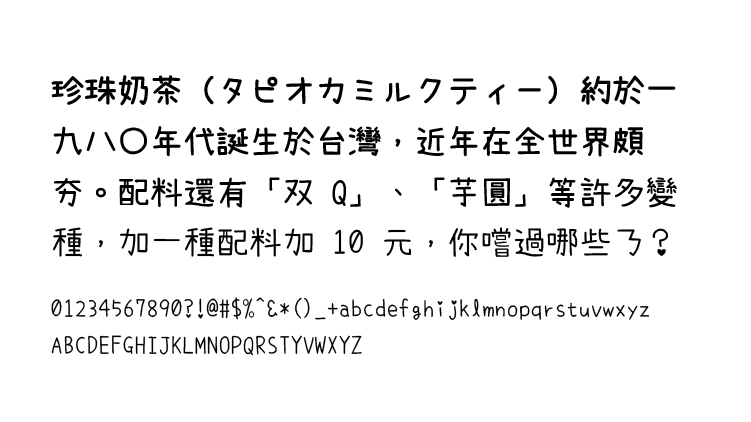 珍珠奶茶（タピオカミルクティー）約於一
九八〇年代誕生於台灣，近年在全世界頗
夯。配料還有「双 Q」、「芋圓」等許多變
種，加一種配料加 10 元，你嚐過哪些ㄋ？
01234567890?!@#$%^&*()_+abcdefghijklmnopqrstuvwxyz
ABCDEFGHIJKLMNOPQRSTYVWXYZ